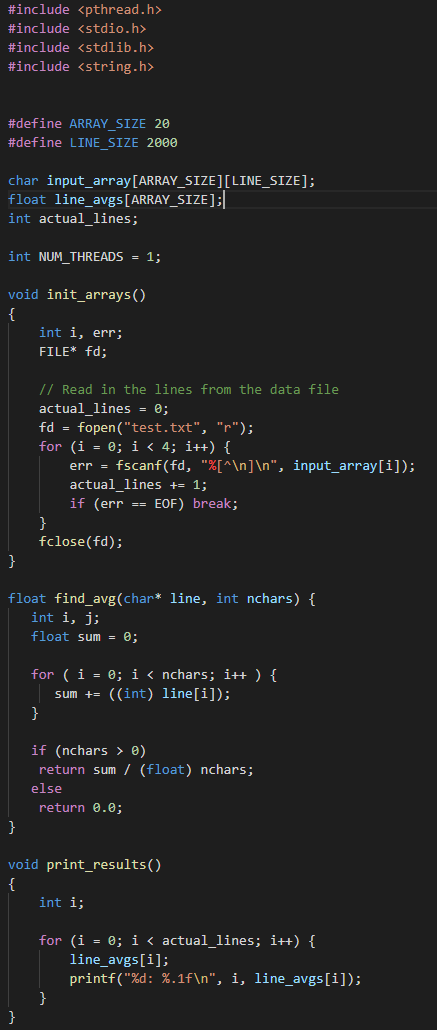 #include <pthread.h>
#include <stdio.h>
#include <stdlib.h>
#include <string.h>
#define ARRAY_SIZE 20
#define LINE_SIZE 2000
char input_array[ARRAY_SIZE][LINE_SIZE];
float line_avgs[ARRAY_SIZE];
int actual_lines;
int NUM_THREADS = 1;
void init_arrays()
{
    int i, err;
    FILE* fd;
    // Read in the lines from the data file
    actual_lines = 0;
    fd = fopen("test.txt", "r");
    for (i = 0; i < 4; i++) {
        err = fscanf(fd, "%[^\n]\n", input_array[i]);
        actual_lines += 1;
        if (err == EOF) break;
    }
    fclose(fd);
}
float find_avg(char* line, int nchars) {
   int i, j;
   float sum = 0;
   for ( i = 0; i < nchars; i++ ) {
      sum += ((int) line[i]);
   }
   if (nchars > 0)
    return sum / (float) nchars;
   else
    return 0.0;
}
void print_results()
{
    int i;
    for (i = 0; i < actual_lines; i++) {
        line_avgs[i];
        printf("%d: %.1f\n", i, line_avgs[i]);
    }
}